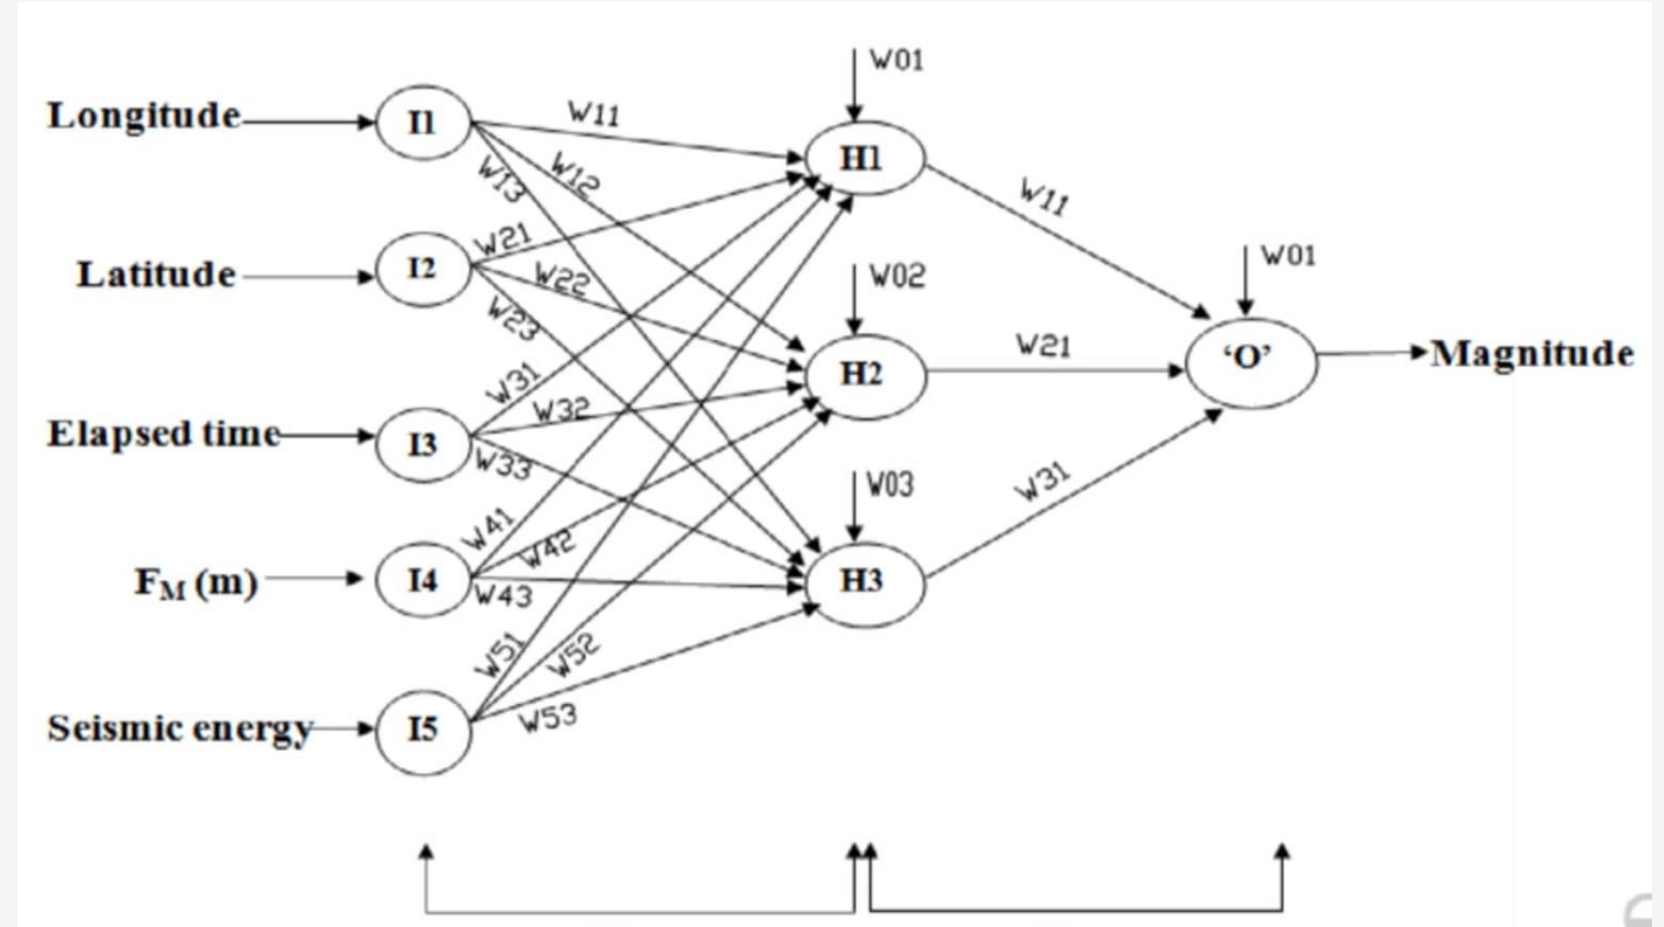 W01
Longitude
I1
W11
H1
W12
W13
W11
Latitude
I2
W21
W22
W23
W02
W01
H2
W21
‘O’
Magnitude
Elapsed time
I3
W31
W32
W33
W03
W31
FM (m)
I4
W41
W42
W43
H3
Seismic energy
I5
W51
W52
W53